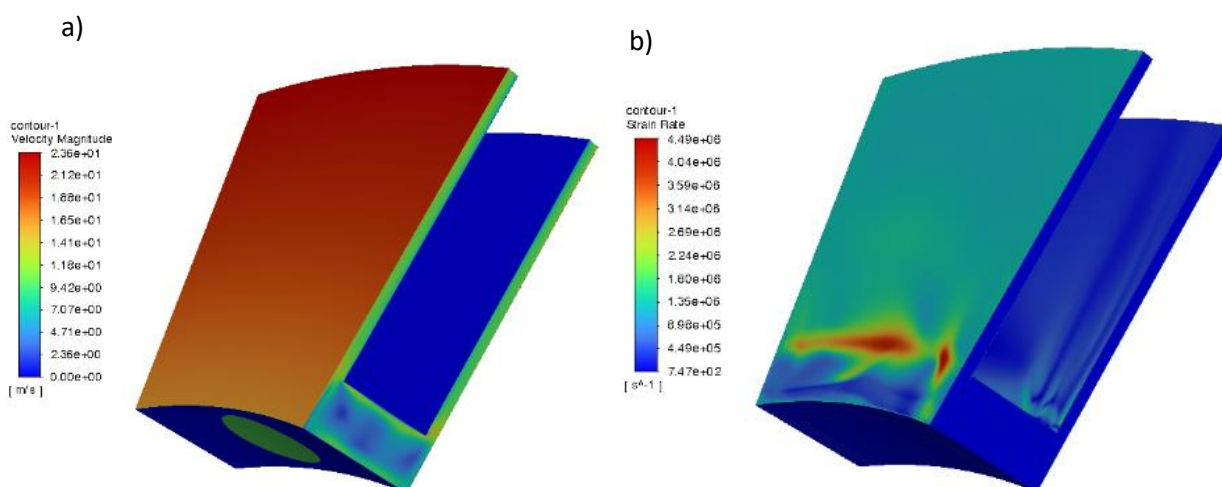 a)
contour-1
Velocity Magnitude
2.36e+01
2.12e+01
1.88e+01
1.65e+01
1.41e+01
1.18e+01
9.42e+00
7.07e+00
4.71e+00
2.36e+00
0.00e+00
[ m/s ]
b)
contour-1
Strain Rate
4.49e+06
4.04e+06
3.59e+06
3.14e+06
2.69e+06
2.24e+06
1.80e+06
1.35e+06
8.98e+05
4.49e+05
7.47e+02
[ s^-1 ]